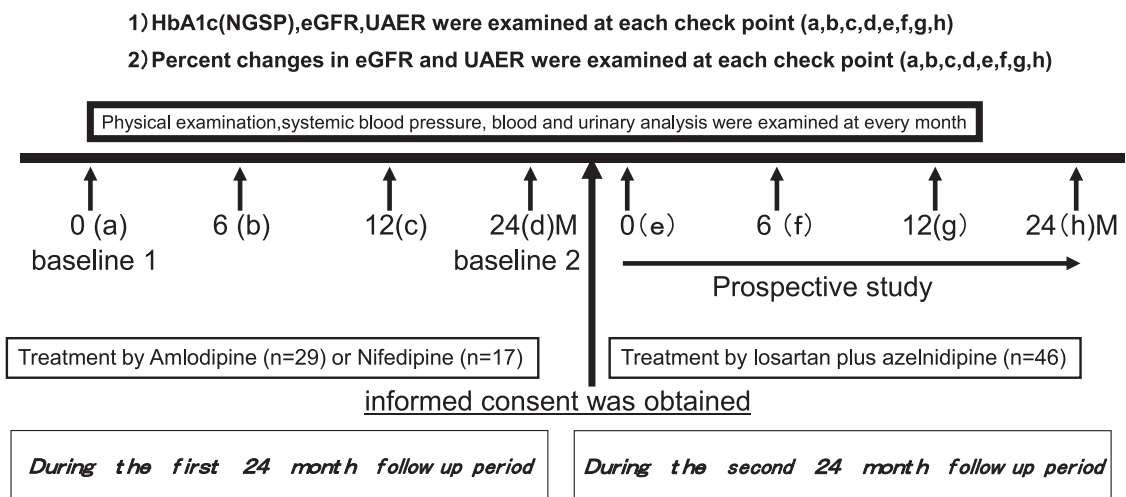 1)HbA1c(NGSP),eGFR,UAER were examined at each check point (a,b,c,d,e,f,g,h)
2)Percent changes in eGFR and UAER were examined at each check point (a,b,c,d,e,f,g,h)
Physical examination,systemic blood pressure, blood and urinary analysis were examined at every month
0 (a) 6 (b) 12(c) 24(d)M 0(e) 6 (f) 12(g) 24(h)M
baseline 1 baseline 2
Prospective study
Treatment by Amlodipine (n=29) or Nifedipine (n=17) Treatment by losartan plus azelnidipine (n=46)
informed consent was obtained
During the first 24 month follow up period During the second 24 month follow up period